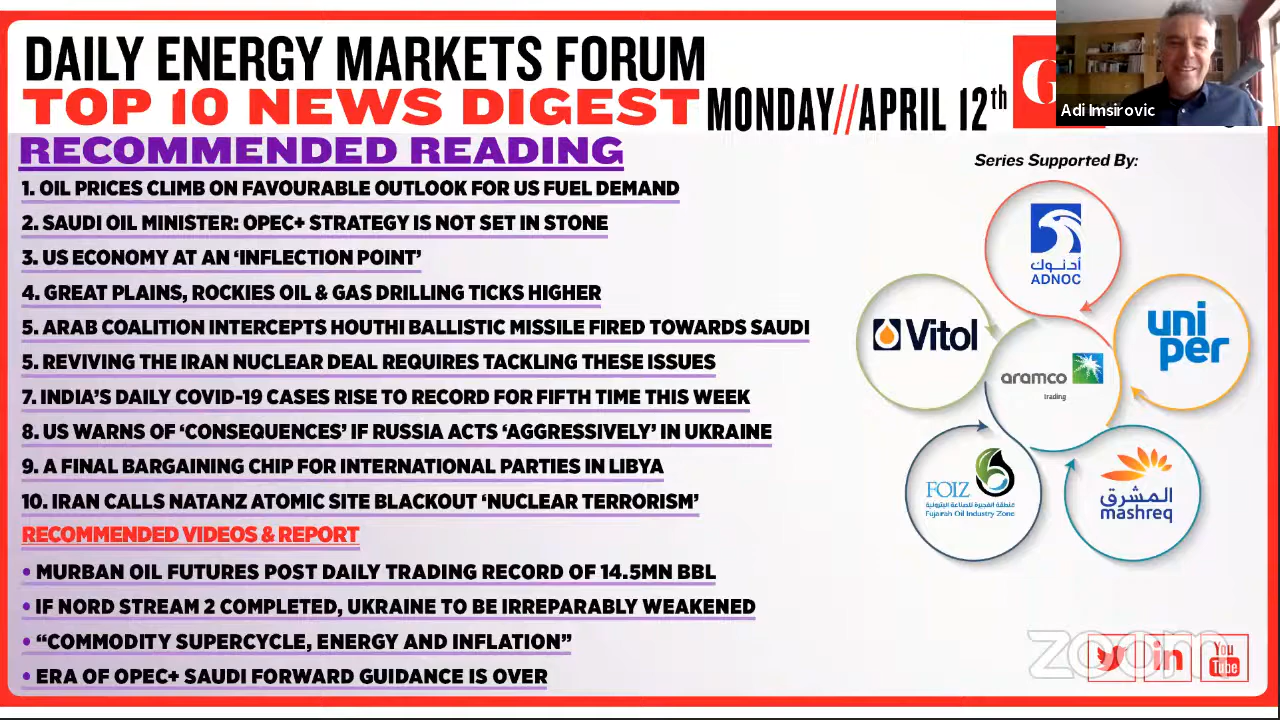 DAILY ENERGY MARKETS FORUM
TOP 10 NEWS DIGEST
MONDAY//APRIL 12th
G
Adi Imsirovic
RECOMMENDED READING
1. OIL PRICES CLIMB ON FAVOURABLE OUTLOOK FOR US FUEL DEMAND
2. SAUDI OIL MINISTER: OPEC+ STRATEGY IS NOT SET IN STONE
3. US ECONOMY AT AN ‘INFLECTION POINT’
4. GREAT PLAINS, ROCKIES OIL & GAS DRILLING TICKS HIGHER
5. ARAB COALITION INTERCEPTS HOUTHI BALLISTIC MISSILE FIRED TOWARDS SAUDI
5. REVIVING THE IRAN NUCLEAR DEAL REQUIRES TACKLING THESE ISSUES
7. INDIA’S DAILY COVID-19 CASES RISE TO RECORD FOR FIFTH TIME THIS WEEK
8. US WARNS OF ‘CONSEQUENCES’ IF RUSSIA ACTS ‘AGGRESSIVELY’ IN UKRAINE
9. A FINAL BARGAINING CHIP FOR INTERNATIONAL PARTIES IN LIBYA
10. IRAN CALLS NATANZ ATOMIC SITE BLACKOUT ‘NUCLEAR TERRORISM’
RECOMMENDED VIDEOS & REPORT
• MURBAN OIL FUTURES POST DAILY TRADING RECORD OF 14.5MN BBL
• IF NORD STREAM 2 COMPLETED, UKRAINE TO BE IRREPARABLY WEAKENED
• “COMMODITY SUPERCYCLE, ENERGY AND INFLATION”
• ERA OF OPEC+ SAUDI FORWARD GUIDANCE IS OVER
Series Supported By:
أدنوك
ADNOC
Vitol
uni
per
aramco
trading
FOIZ
منطقة الفجيرة للصناعة البترولية
Fujairah Oil Industry Zone
المشرق
mashreq
zoom
in
You
Tube